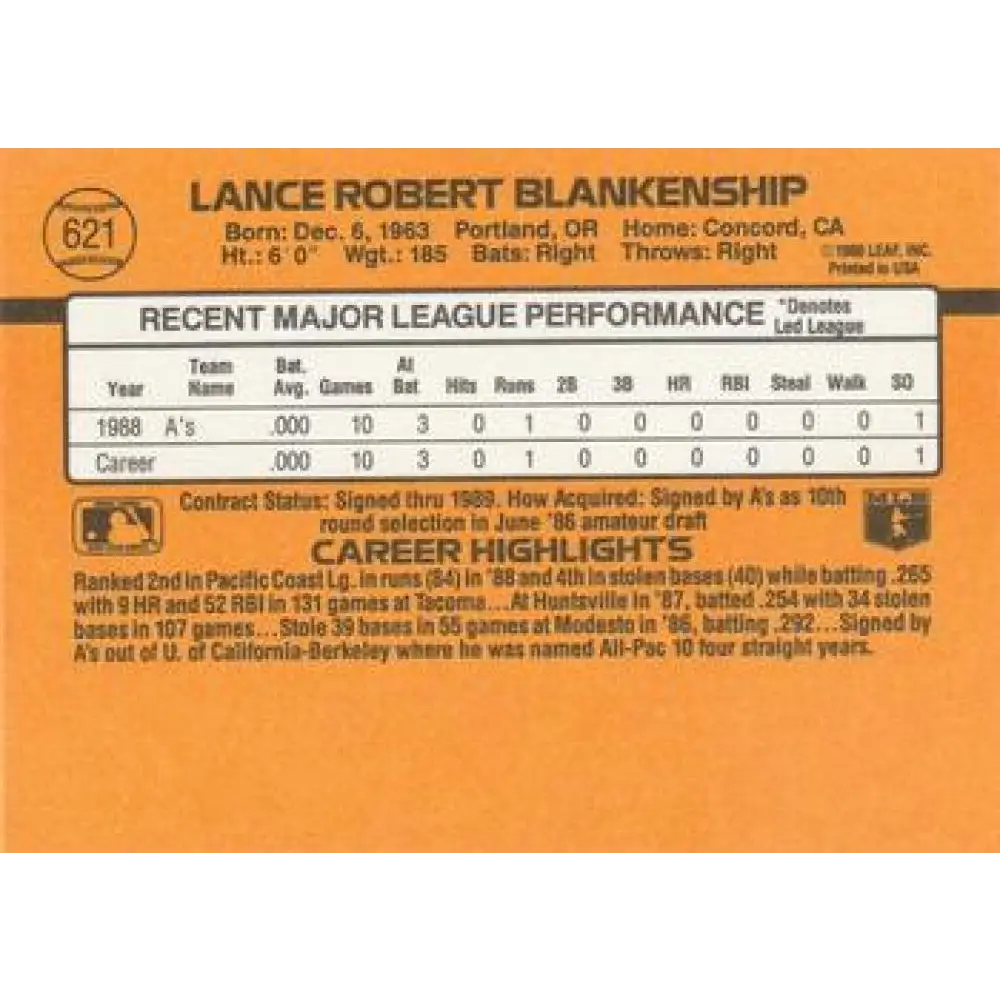 LANCE ROBERT BLANKENSHIP
621
Born: Dec. 6, 1963 Portland, OR Home: Concord, CA
Ht.: 6' 0" Wgt.: 185 Bats: Right Throws: Right
LEAF, INC.
Printed in USA
RECENT MAJOR LEAGUE PERFORMANCE *Denotes Led League
Year Team Name Bat. Avg. Games At Bat Hits Runs 2B 3B HR RBI Steal Walk SO
1988 A's .000 10 3 0 1 0 0 0 0 0 0 1
Career .000 10 3 0 1 0 0 0 0 0 0 1
Contract Status: Signed thru 1989. How Acquired: Signed by A's as 10th
round selection in June '86 amateur draft
CAREER HIGHLIGHTS
Ranked 2nd in Pacific Coast Lg. in runs (84) in '88 and 4th in stolen bases (40) while batting .265
with 9 HR and 52 RBI in 131 games at Tacoma...At Huntsville in '87, batted .254 with 34 stolen
bases in 107 games...Stole 39 bases in 55 games at Modesto in '86, batting .292...Signed by
A's out of U. of California-Berkeley where he was named All-Pac 10 four straight years.